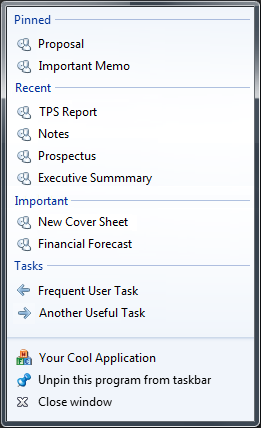 Pinned
Proposal
Important Memo
Recent
TPS Report
Notes
Prospectus
Executive Summmary
Important
New Cover Sheet
Financial Forecast
Tasks
Frequent User Task
Another Useful Task
Your Cool Application
Unpin this program from taskbar
Close window